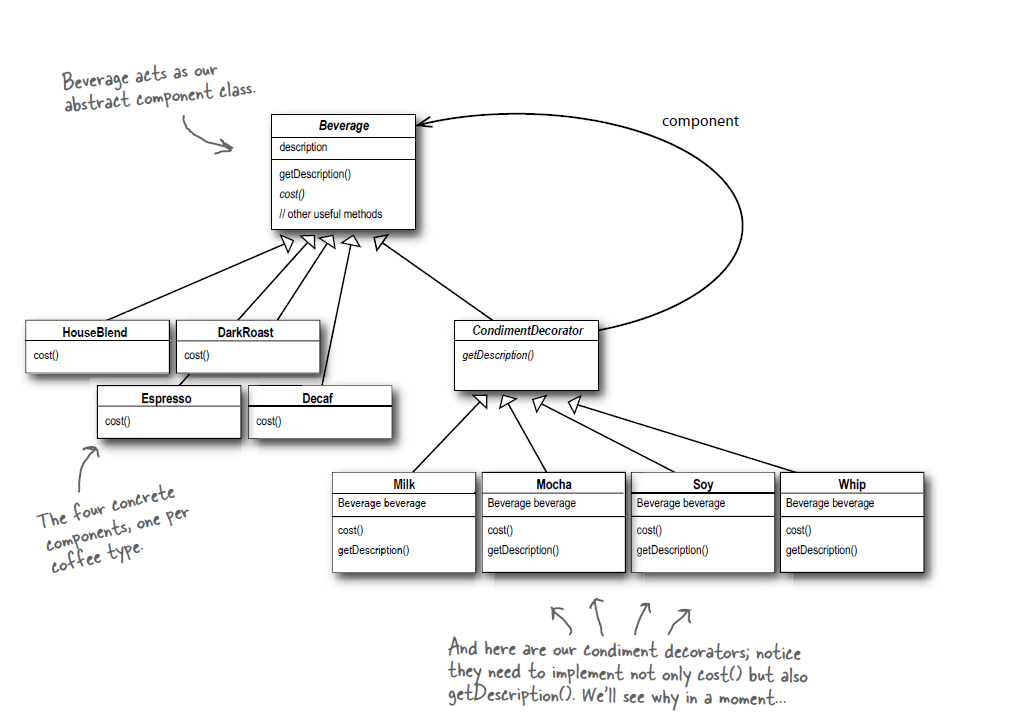 Beverage acts as our
abstract component class.
component
Beverage
description
getDescription()
cost()
// other useful methods
HouseBlend
cost()
DarkRoast
cost()
CondimentDecorator
getDescription()
Espresso
cost()
Decaf
cost()
The four concrete
components, one per
coffee type.
Milk
Beverage beverage
cost()
getDescription()
Mocha
Beverage beverage
cost()
getDescription()
Soy
Beverage beverage
cost()
getDescription()
Whip
Beverage beverage
cost()
getDescription()
And here are our condiment decorators; notice
they need to implement not only cost() but also
getDescription(). We'll see why in a moment...